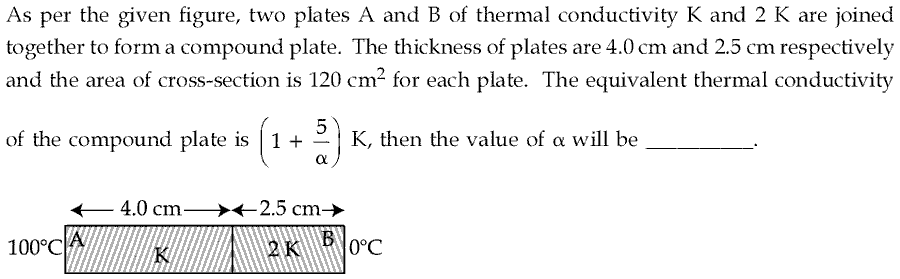 As per the given figure, two plates A and B of thermal conductivity K and 2 K are joined
together to form a compound plate. The thickness of plates are 4.0 cm and 2.5 cm respectively
and the area of cross-section is 120 cm² for each plate. The equivalent thermal conductivity
of the compound plate is (1 + 5/α) K, then the value of α will be __________.
4.0 cm 2.5 cm
100°C A K 2 K B 0°C